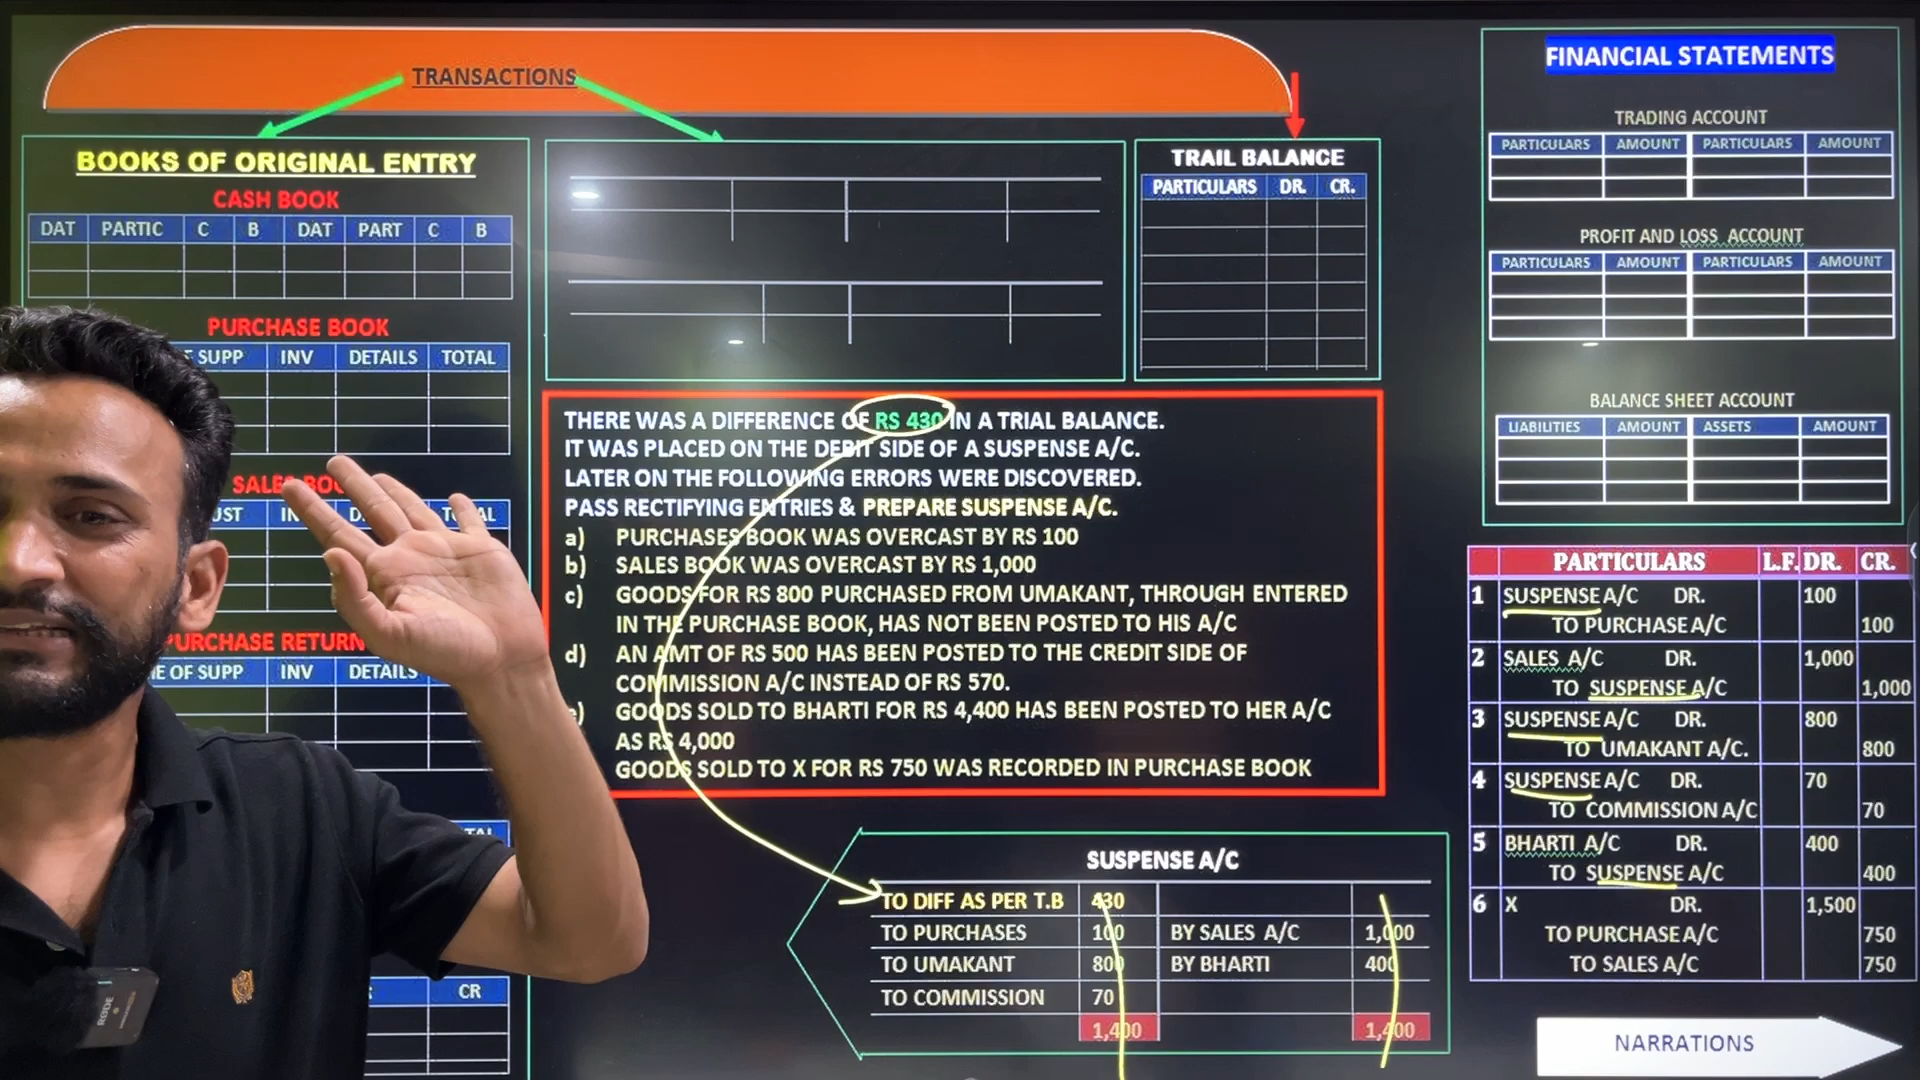 TRANSACTIONS
BOOKS OF ORIGINAL ENTRY
CASH BOOK
DAT PARTIC C B DAT PART C B
PURCHASE BOOK
SUPP INV DETAILS TOTAL
SALES BOO
UST IN D TOTAL
PURCHASE RETURN
E OF SUPP INV DETAILS
CR
TRAIL BALANCE
PARTICULARS DR. CR.
THERE WAS A DIFFERENCE OF RS 430 IN A TRIAL BALANCE.
IT WAS PLACED ON THE DEBIT SIDE OF A SUSPENSE A/C.
LATER ON THE FOLLOWING ERRORS WERE DISCOVERED.
PASS RECTIFYING ENTRIES & PREPARE SUSPENSE A/C.
a) PURCHASES BOOK WAS OVERCAST BY RS 100
b) SALES BOOK WAS OVERCAST BY RS 1,000
c) GOODS FOR RS 800 PURCHASED FROM UMAKANT, THROUGH ENTERED
IN THE PURCHASE BOOK, HAS NOT BEEN POSTED TO HIS A/C
d) AN AMT OF RS 500 HAS BEEN POSTED TO THE CREDIT SIDE OF
COMMISSION A/C INSTEAD OF RS 570.
e) GOODS SOLD TO BHARTI FOR RS 4,400 HAS BEEN POSTED TO HER A/C
AS RS 4,000
GOODS SOLD TO X FOR RS 750 WAS RECORDED IN PURCHASE BOOK
SUSPENSE A/C
TO DIFF AS PER T.B 430
TO PURCHASES 100 BY SALES A/C 1,000
TO UMAKANT 800 BY BHARTI 400
TO COMMISSION 70
1,400 1,400
FINANCIAL STATEMENTS
TRADING ACCOUNT
PARTICULARS AMOUNT PARTICULARS AMOUNT
PROFIT AND LOSS ACCOUNT
PARTICULARS AMOUNT PARTICULARS AMOUNT
BALANCE SHEET ACCOUNT
LIABILITIES AMOUNT ASSETS AMOUNT
PARTICULARS L.F. DR. CR.
1 SUSPENSE A/C DR. 100
TO PURCHASE A/C 100
2 SALES A/C DR. 1,000
TO SUSPENSE A/C 1,000
3 SUSPENSE A/C DR. 800
TO UMAKANT A/C. 800
4 SUSPENSE A/C DR. 70
TO COMMISSION A/C 70
5 BHARTI A/C DR. 400
TO SUSPENSE A/C 400
6 X DR. 1,500
TO PURCHASE A/C 750
TO SALES A/C 750
NARRATIONS
RØDE